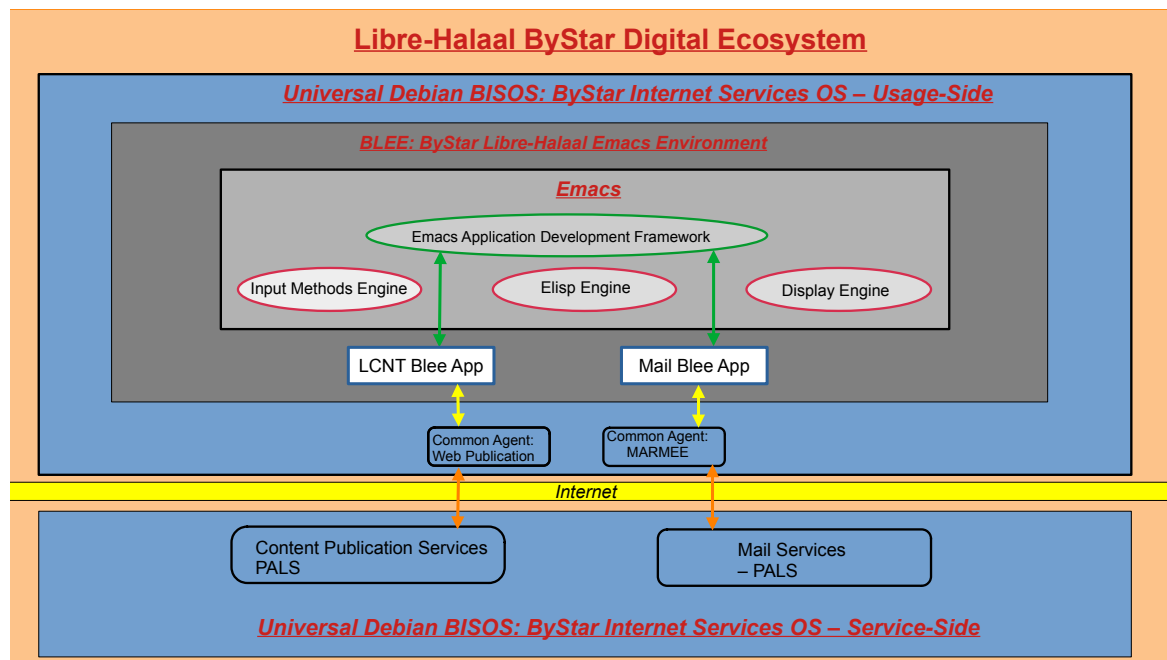 Libre-Halaal ByStar Digital Ecosystem
Universal Debian BISOS: ByStar Internet Services OS – Usage-Side
BLEE: ByStar Libre-Halaal Emacs Environment
Emacs
Emacs Application Development Framework
Input Methods Engine
Elisp Engine
Display Engine
LCNT Blee App
Mail Blee App
Common Agent:
Web Publication
Common Agent:
MARMEE
Internet
Content Publication Services
PALS
Mail Services
– PALS
Universal Debian BISOS: ByStar Internet Services OS – Service-Side